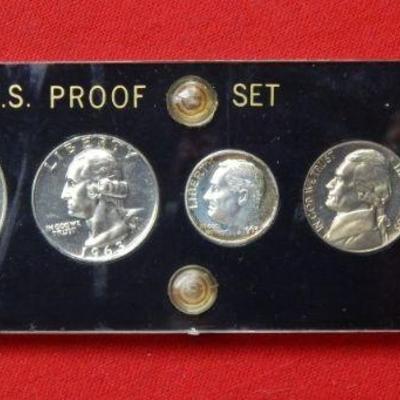 .S. PROOF SET
LIBERTY
IN GOD WE
TRUST
1963
LIBERTY
IN GOD WE TRUST